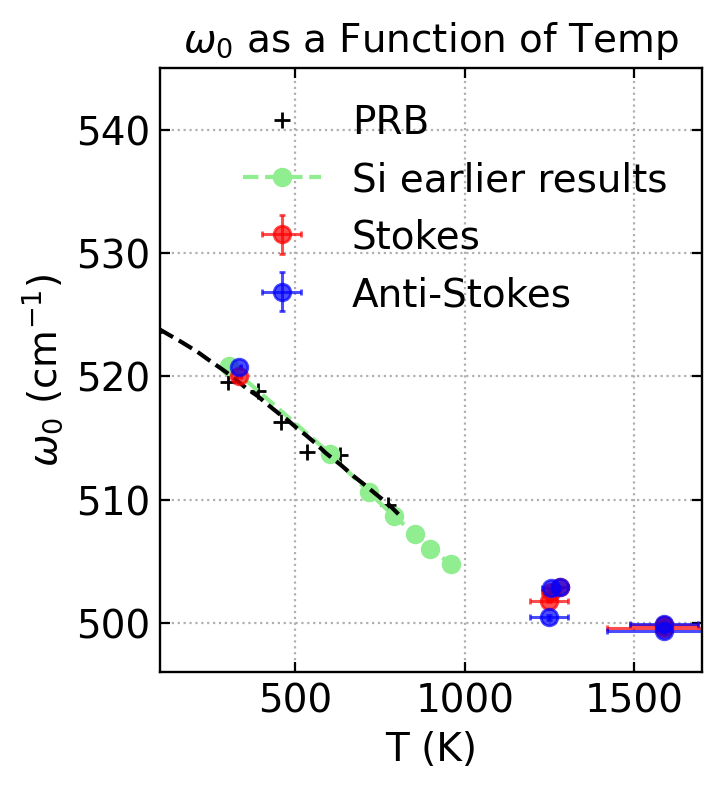 ω₀ as a Function of Temp
PRB
Si earlier results
Stokes
Anti-Stokes
540
530
520
510
500
ω₀ (cm⁻¹)
500
1000
1500
T (K)